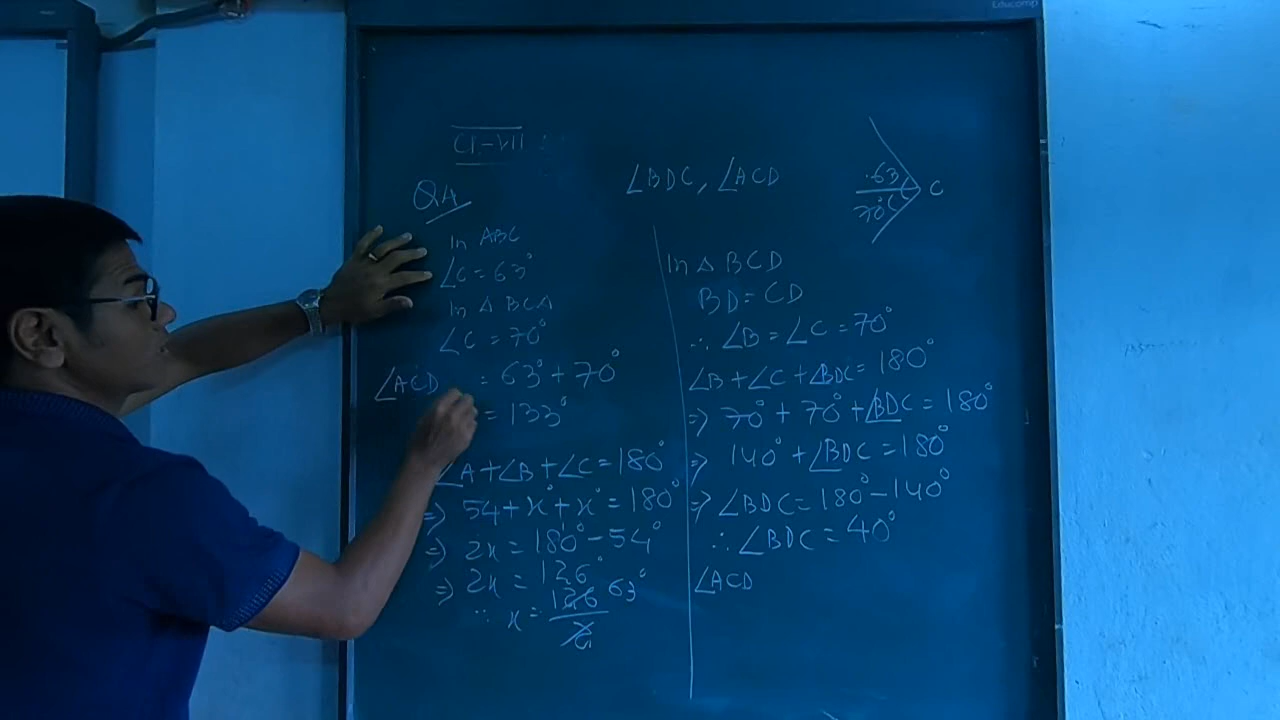 Educomp
Cl-VII
∠BDC, ∠ACD
63
70°
C
QA
In ABC
∠C = 63°
In △ BCA
∠C = 70°
∠ACD = 63° + 70°
= 133°
∠A + ∠B + ∠C = 180°
⇒ 54 + x° + x° = 180°
⇒ 2x = 180° - 54°
⇒ 2x = 126°
∵ x = 126/2 63°
In △ BCD
BD = CD
∴ ∠B = ∠C = 70°
∠B + ∠C + ∠BDC = 180°
⇒ 70° + 70° + ∠BDC = 180°
⇒ 140° + ∠BDC = 180°
⇒ ∠BDC = 180° - 140°
∴ ∠BDC = 40°
∠ACD